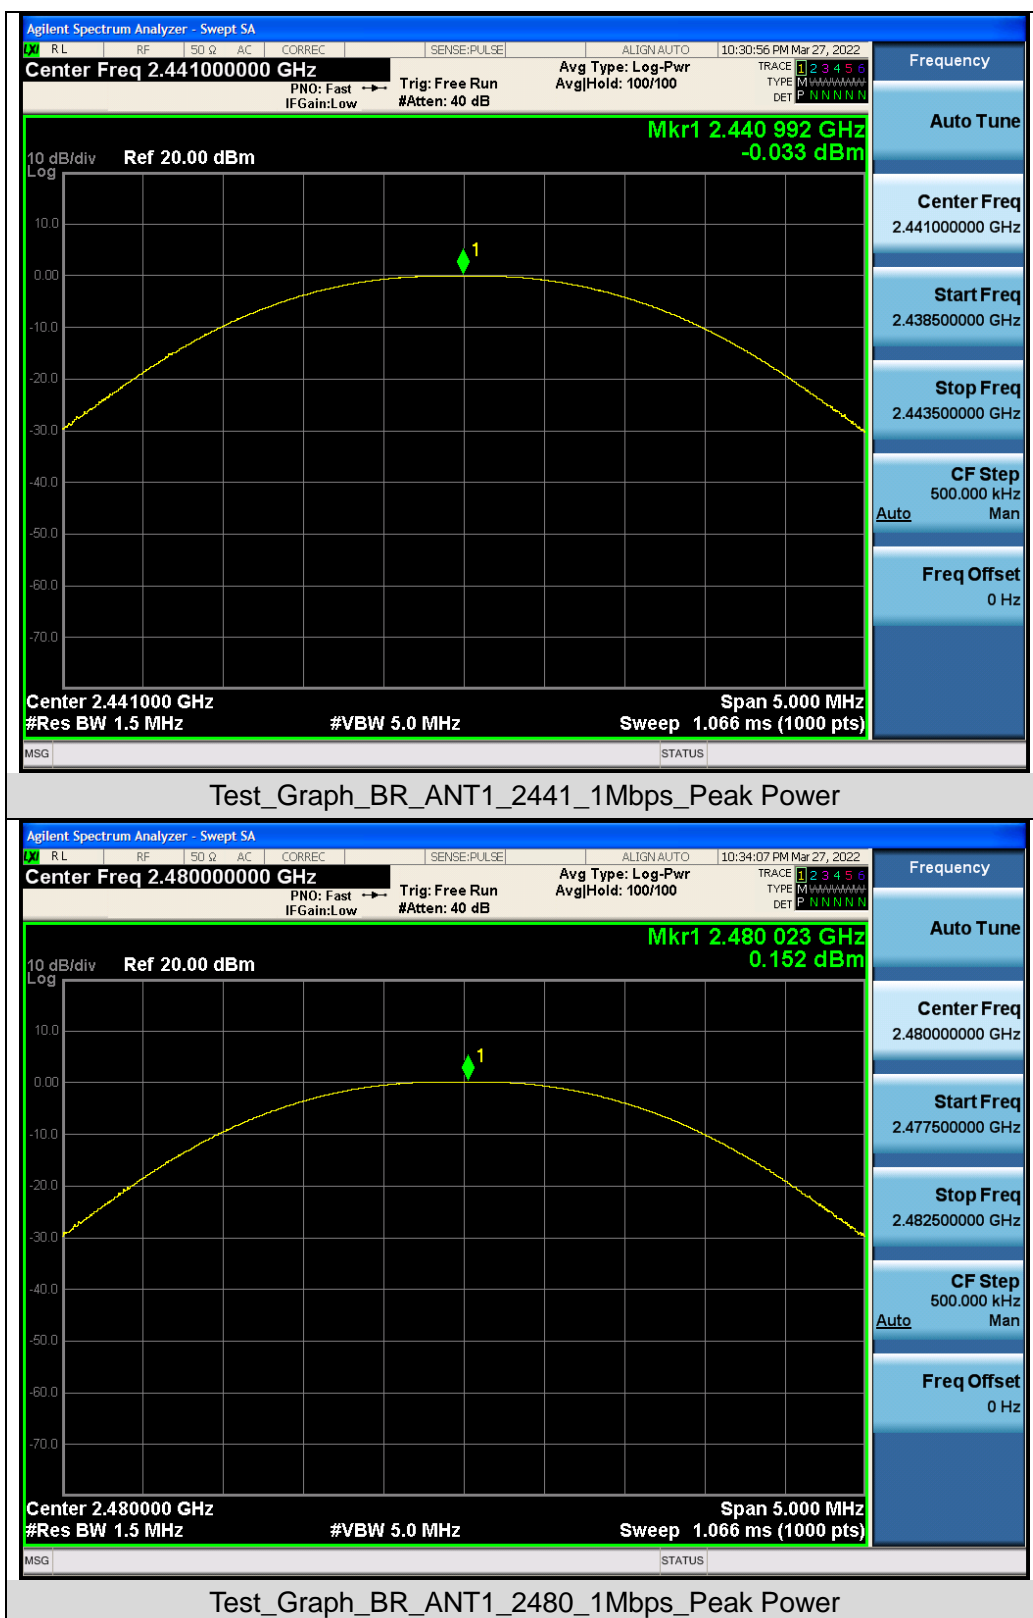 Agilent Spectrum Analyzer - Swept SA
LXI RL RF 50 Ω AC CORREC SENSE:PULSE ALIGN AUTO 10:30:56 PM Mar 27, 2022
Center Freq 2.441000000 GHz
PNO: Fast
IFGain:Low
Trig: Free Run
#Atten: 40 dB
Avg Type: Log-Pwr
Avg|Hold: 100/100
TRACE 1 2 3 4 5 6
TYPE M WWWWW
DET P N N N N N
Frequency
Auto Tune
Center Freq
2.441000000 GHz
Start Freq
2.438500000 GHz
Stop Freq
2.443500000 GHz
CF Step
500.000 kHz
Auto Man
Freq Offset
0 Hz
Mkr1 2.440 992 GHz
-0.033 dBm
10 dB/div Ref 20.00 dBm
Log
10.0
1
0.00
-10.0
-20.0
-30.0
-40.0
-50.0
-60.0
-70.0
Center 2.441000 GHz Span 5.000 MHz
#Res BW 1.5 MHz #VBW 5.0 MHz Sweep 1.066 ms (1000 pts)
MSG STATUS
Test_Graph_BR_ANT1_2441_1Mbps_Peak Power
Agilent Spectrum Analyzer - Swept SA
LXI RL RF 50 Ω AC CORREC SENSE:PULSE ALIGN AUTO 10:34:07 PM Mar 27, 2022
Center Freq 2.480000000 GHz
PNO: Fast
IFGain:Low
Trig: Free Run
#Atten: 40 dB
Avg Type: Log-Pwr
Avg|Hold: 100/100
TRACE 1 2 3 4 5 6
TYPE M WWWWW
DET P N N N N N
Frequency
Auto Tune
Center Freq
2.480000000 GHz
Start Freq
2.477500000 GHz
Stop Freq
2.482500000 GHz
CF Step
500.000 kHz
Auto Man
Freq Offset
0 Hz
Mkr1 2.480 023 GHz
0.152 dBm
10 dB/div Ref 20.00 dBm
Log
10.0
1
0.00
-10.0
-20.0
-30.0
-40.0
-50.0
-60.0
-70.0
Center 2.480000 GHz Span 5.000 MHz
#Res BW 1.5 MHz #VBW 5.0 MHz Sweep 1.066 ms (1000 pts)
MSG STATUS
Test_Graph_BR_ANT1_2480_1Mbps_Peak Power